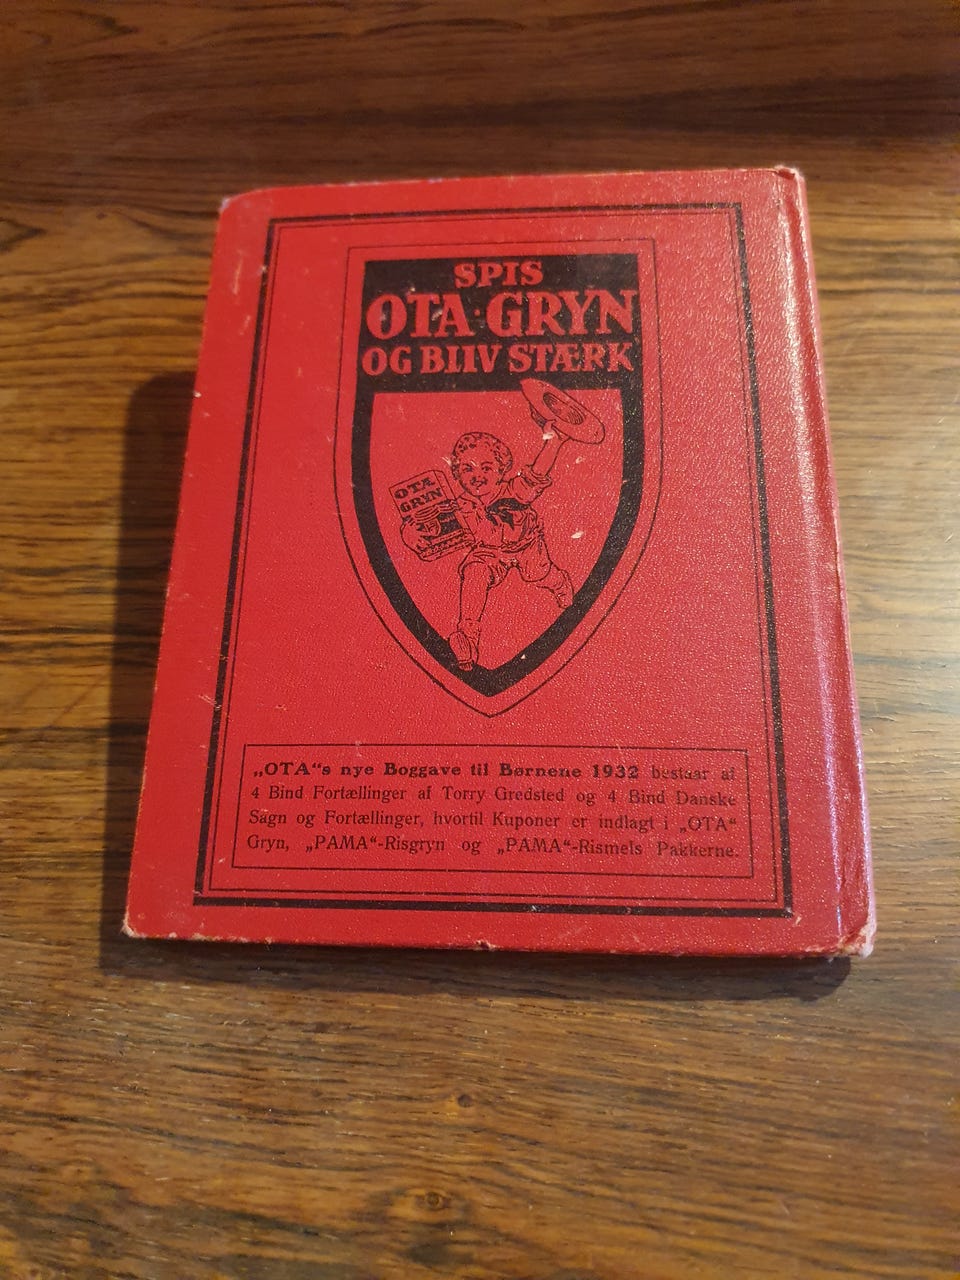 SPIS
OTA·GRYN
OG BLIV STÆRK
OTA
GRYN
„OTA“s nye Boggave til Børnene 1932 bestaar af
4 Bind Fortællinger af Torry Gredsted og 4 Bind Danske
Sagn og Fortællinger, hvortil Kuponer er indlagt i „OTA“
Gryn, „PAMA“-Risgryn og „PAMA“-Rismels Pakkerne.